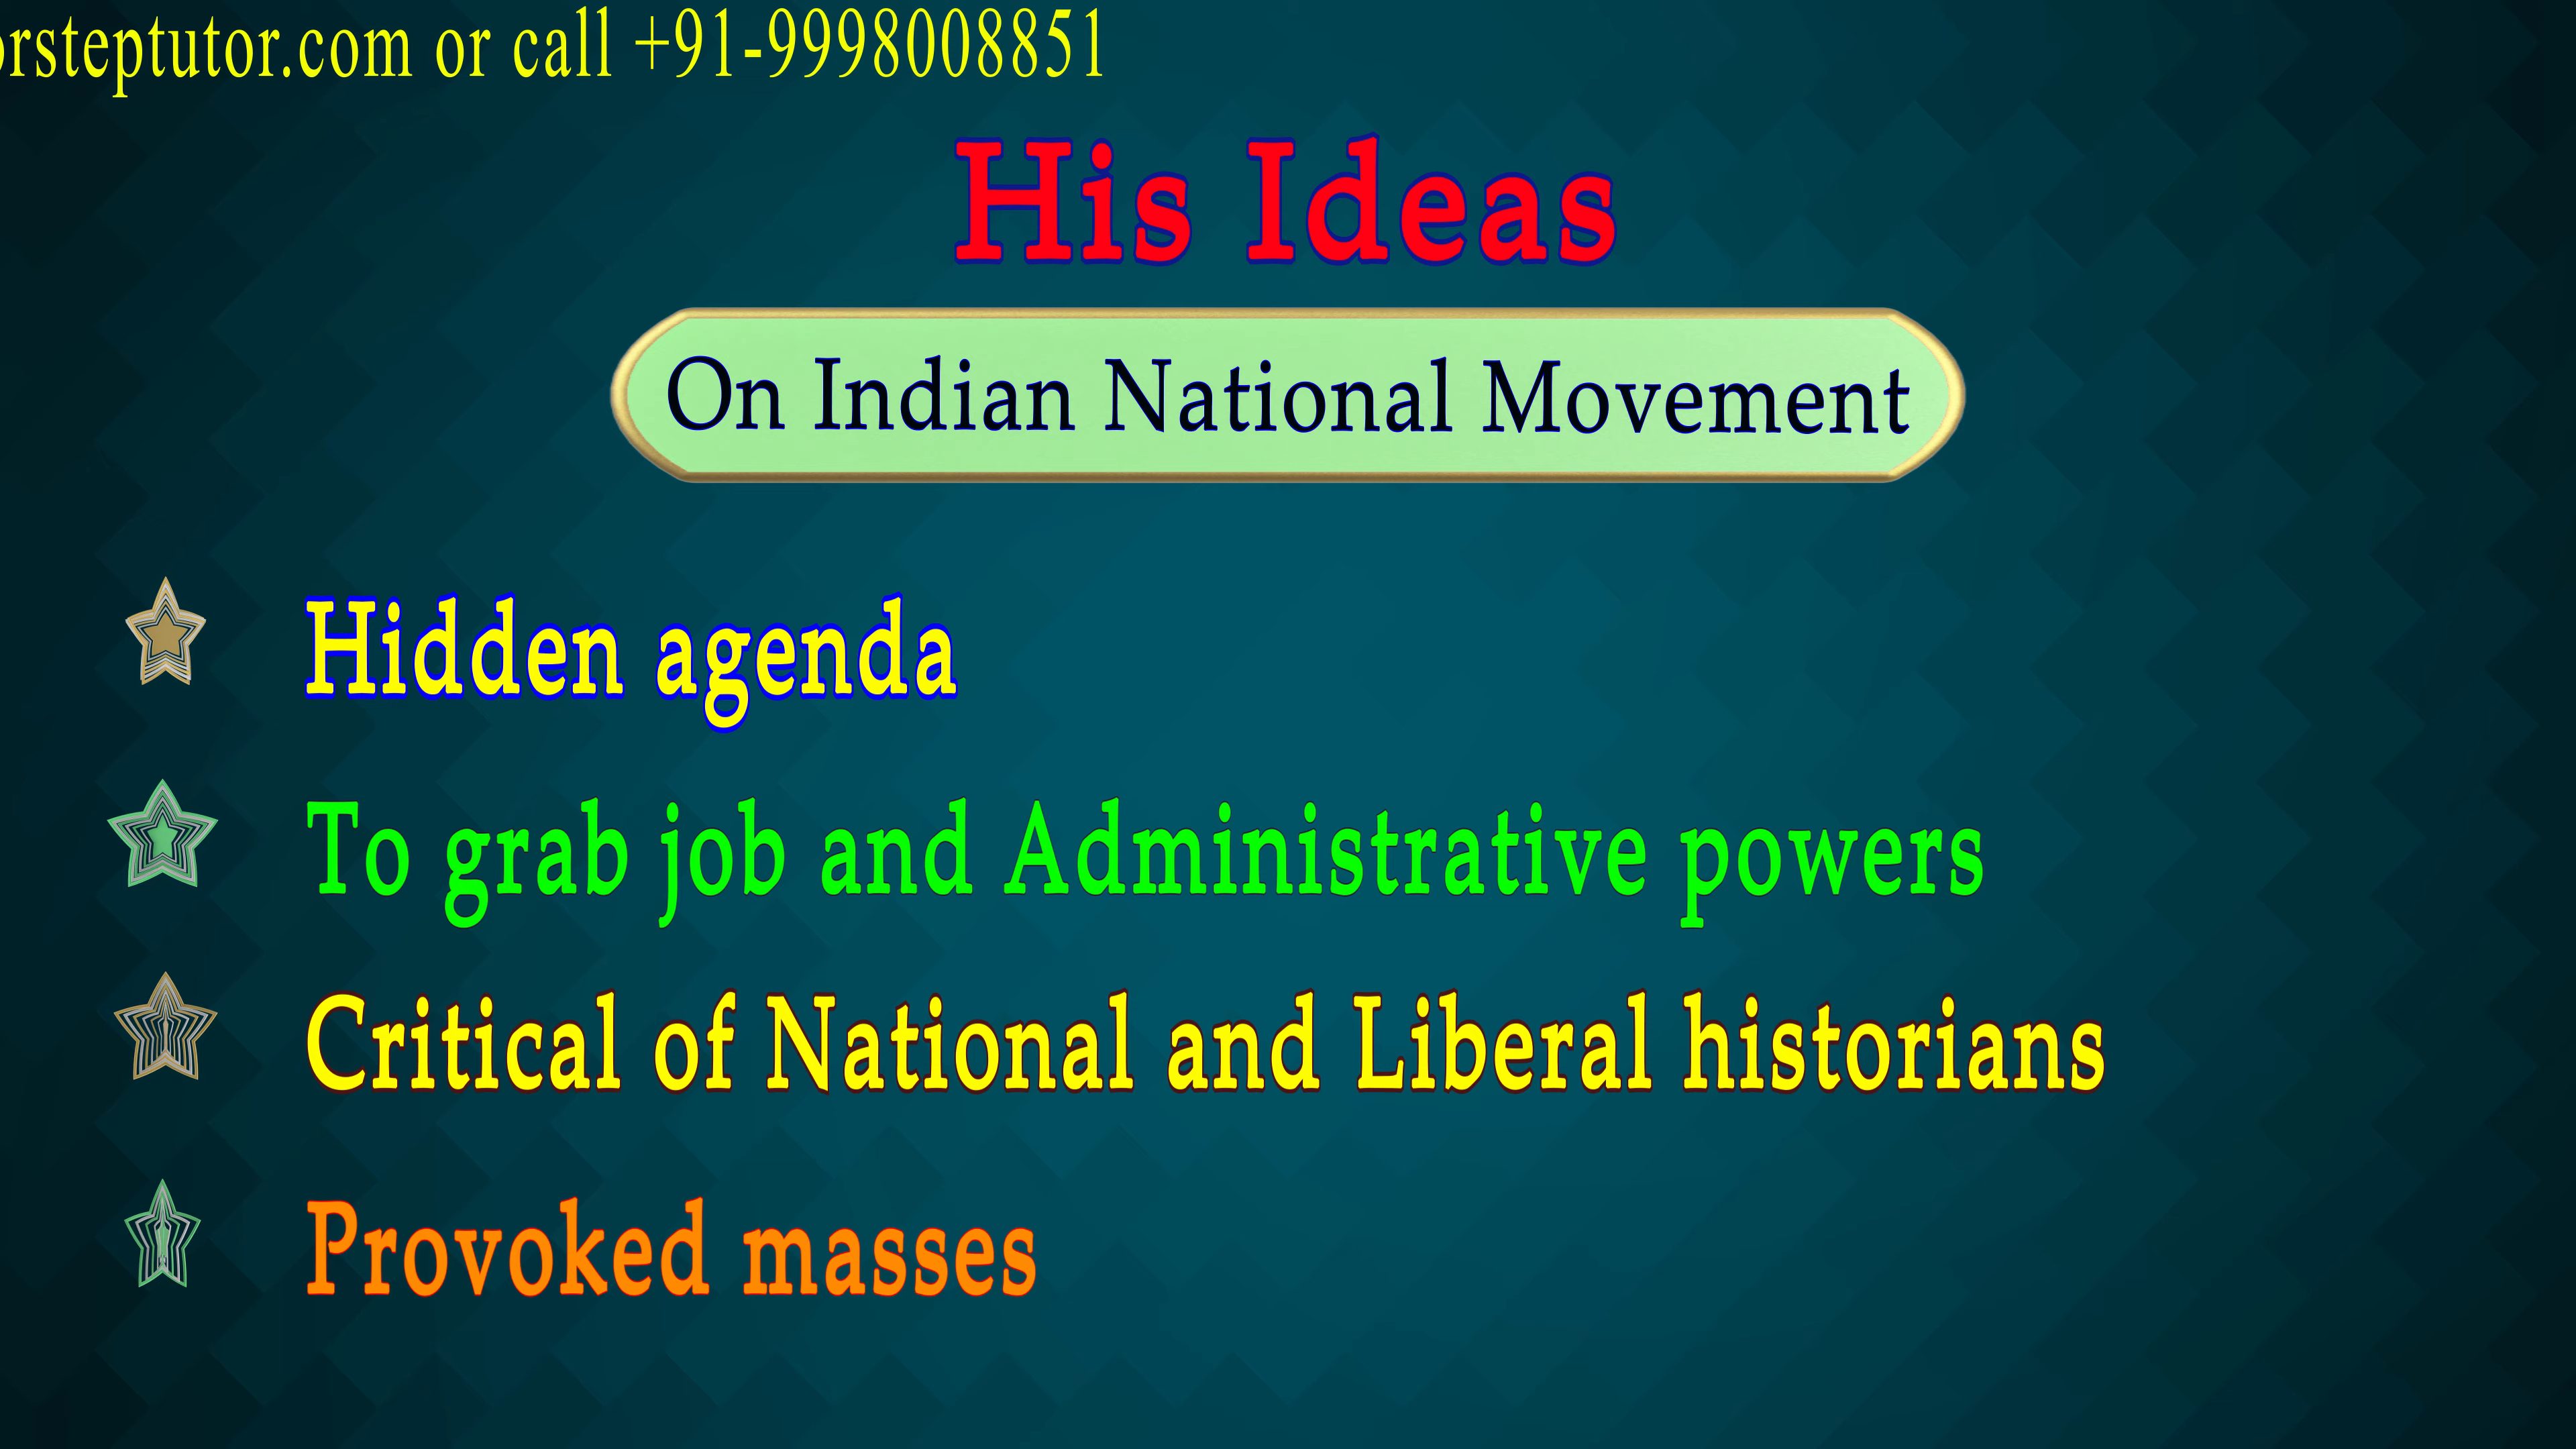 orsteptutor.com or call +91-9998008851
His Ideas
On Indian National Movement
Hidden agenda
To grab job and Administrative powers
Critical of National and Liberal historians
Provoked masses